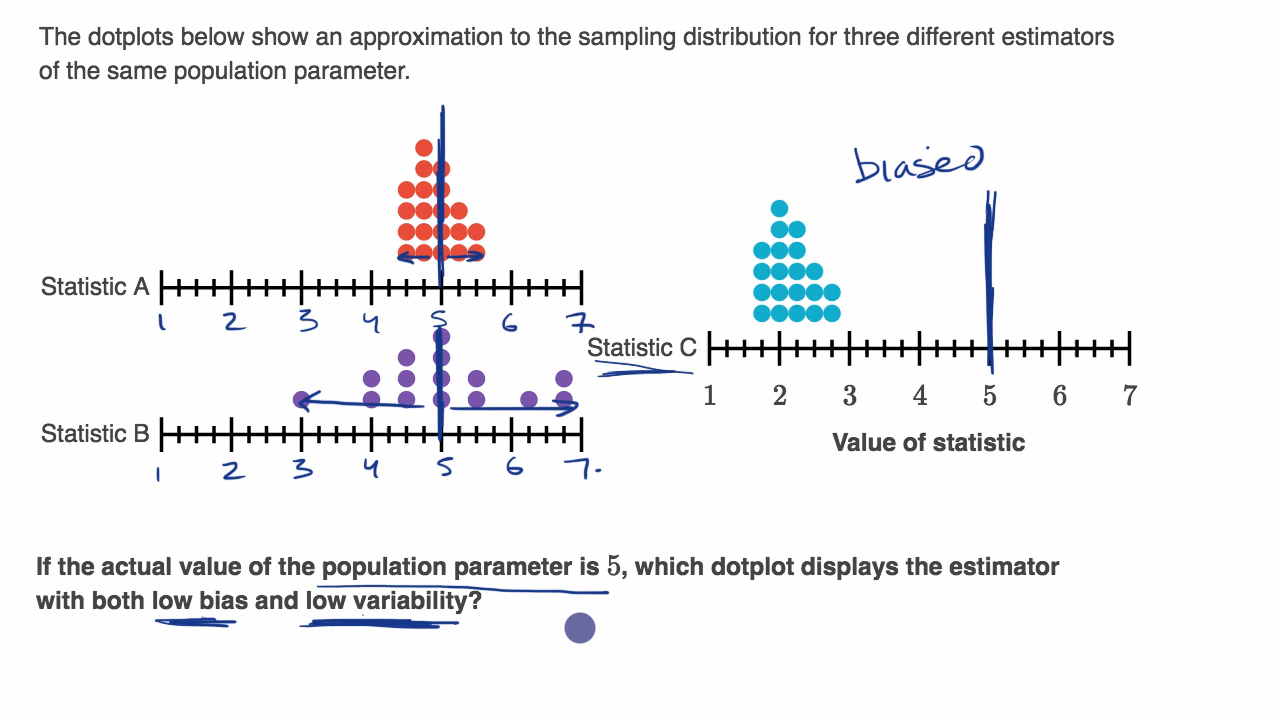 The dotplots below show an approximation to the sampling distribution for three different estimators
of the same population parameter.
biased
Statistic A
1 2 3 4 5 6 7
Statistic C
1 2 3 4 5 6 7
Value of statistic
Statistic B
1 2 3 4 5 6 7.
If the actual value of the population parameter is 5, which dotplot displays the estimator
with both low bias and low variability?